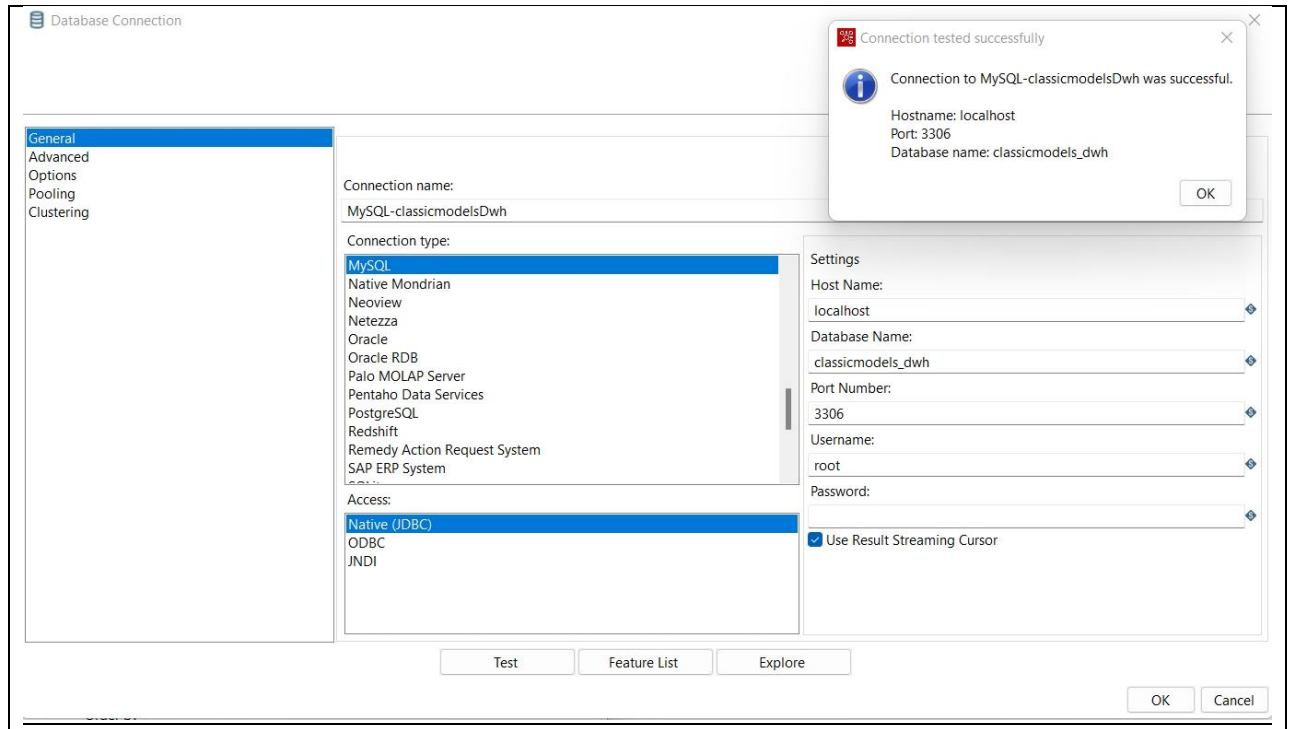 Database Connection
Connection tested successfully
Connection to MySQL-classicmodelsDwh was successful.
Hostname: localhost
Port: 3306
Database name: classicmodels_dwh
OK
General
Advanced
Options
Pooling
Clustering
Connection name:
MySQL-classicmodelsDwh
Connection type:
MySQL
Native Mondrian
Neoview
Netezza
Oracle
Oracle RDB
Palo MOLAP Server
Pentaho Data Services
PostgreSQL
Redshift
Remedy Action Request System
SAP ERP System
Access:
Native (JDBC)
ODBC
JNDI
Settings
Host Name:
localhost
Database Name:
classicmodels_dwh
Port Number:
3306
Username:
root
Password:
Use Result Streaming Cursor
Test
Feature List
Explore
OK
Cancel